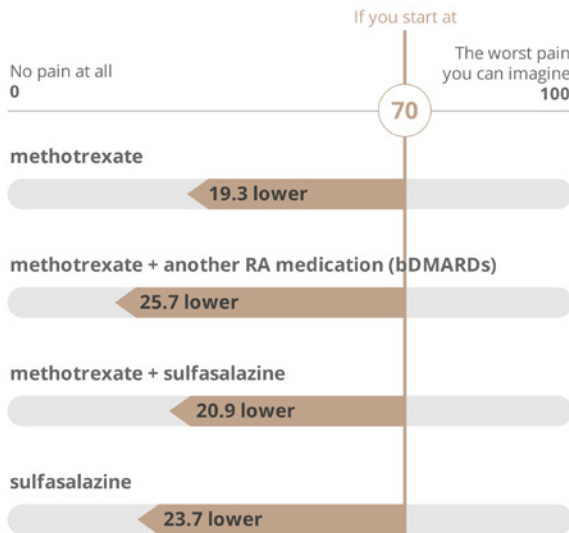 If you start at
No pain at all
0
The worst pain
you can imagine
100
70
methotrexate
19.3 lower
methotrexate + another RA medication (bDMARDs)
25.7 lower
methotrexate + sulfasalazine
20.9 lower
sulfasalazine
23.7 lower